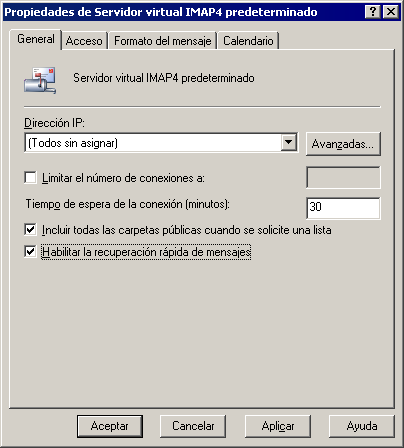 Propiedades de Servidor virtual IMAP4 predeterminado
General Acceso Formato del mensaje Calendario
Servidor virtual IMAP4 predeterminado
Dirección IP:
(Todos sin asignar) Avanzadas...
Limitar el número de conexiones a:
Tiempo de espera de la conexión (minutos): 30
Incluir todas las carpetas públicas cuando se solicite una lista
Habilitar la recuperación rápida de mensajes
Aceptar Cancelar Aplicar Ayuda